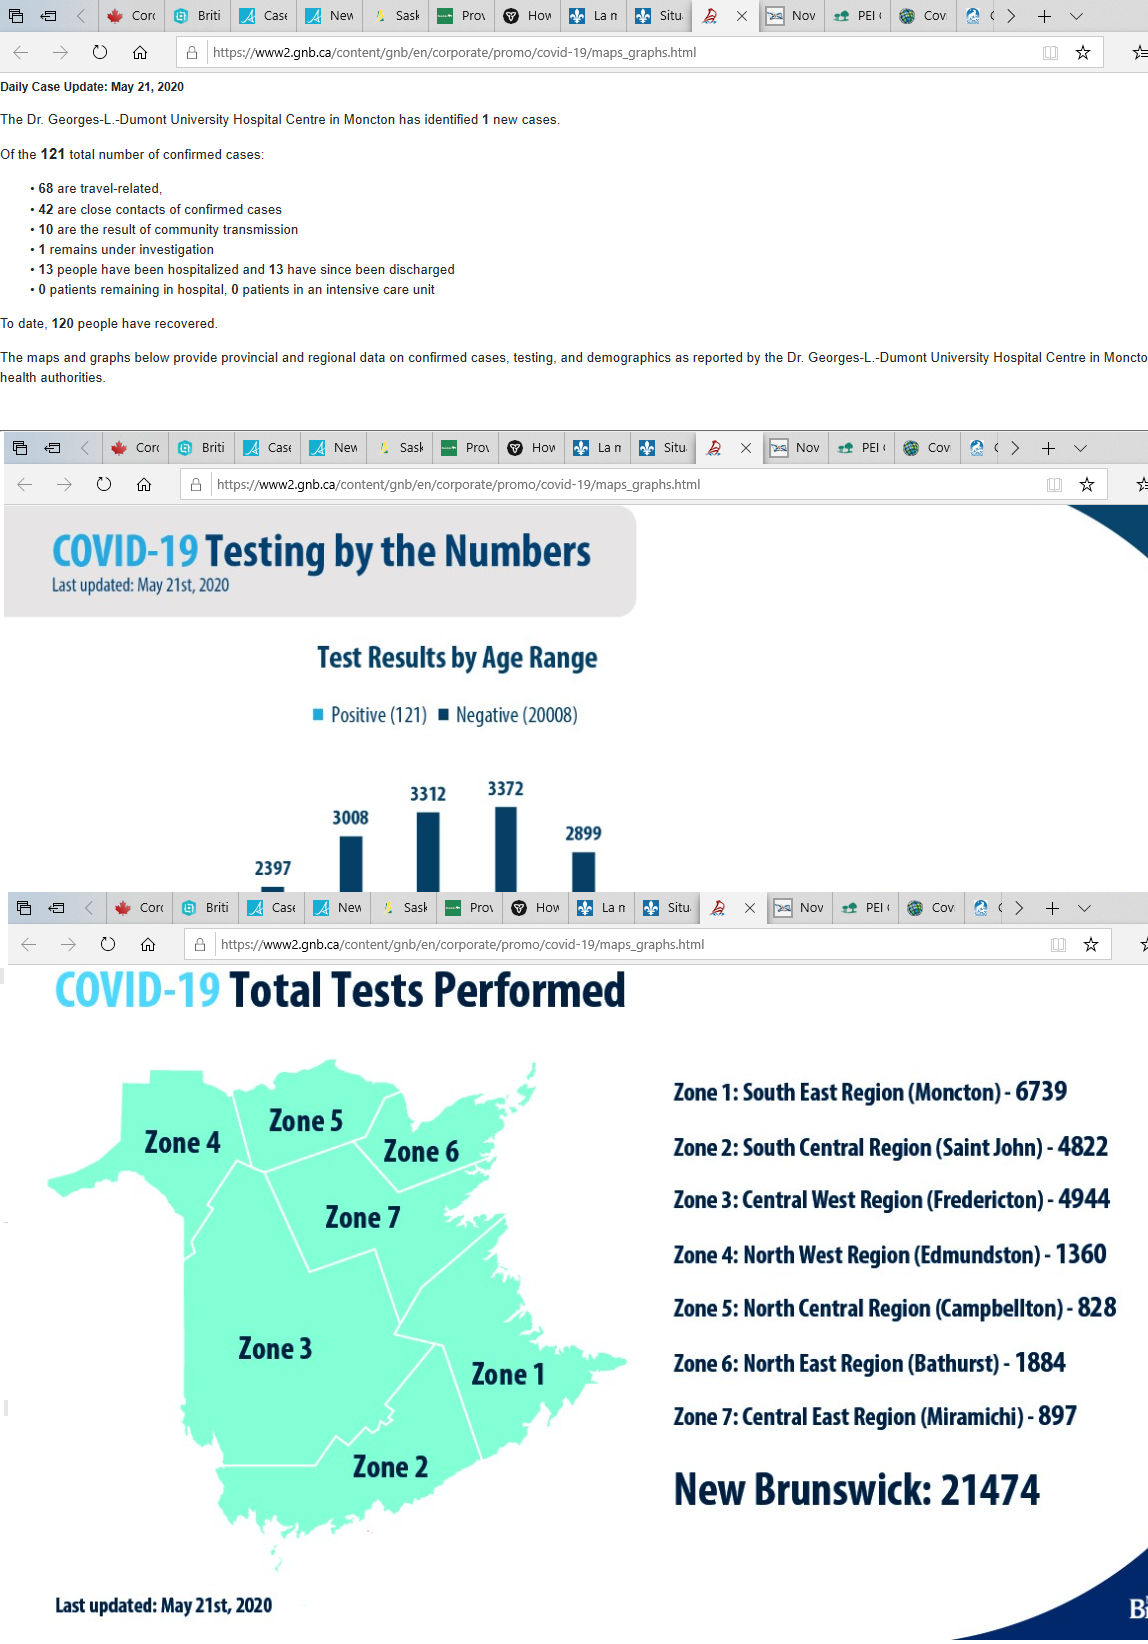 Corc Briti Case New Sask Prov How La n Situ Nov PEI Cov
https://www2.gnb.ca/content/gnb/en/corporate/promo/covid-19/maps_graphs.html
Daily Case Update: May 21, 2020
The Dr. Georges-L.-Dumont University Hospital Centre in Moncton has identified 1 new cases.
Of the 121 total number of confirmed cases:
• 68 are travel-related,
• 42 are close contacts of confirmed cases
• 10 are the result of community transmission
• 1 remains under investigation
• 13 people have been hospitalized and 13 have since been discharged
• 0 patients remaining in hospital, 0 patients in an intensive care unit
To date, 120 people have recovered.
The maps and graphs below provide provincial and regional data on confirmed cases, testing, and demographics as reported by the Dr. Georges-L.-Dumont University Hospital Centre in Moncto
health authorities.
Corc Briti Case New Sask Prov How La n Situ Nov PEI Cov
https://www2.gnb.ca/content/gnb/en/corporate/promo/covid-19/maps_graphs.html
COVID-19 Testing by the Numbers
Last updated: May 21st, 2020
Test Results by Age Range
Positive (121) Negative (20008)
2397 3008 3312 3372 2899
Corc Briti Case New Sask Prov How La n Situ Nov PEI Cov
https://www2.gnb.ca/content/gnb/en/corporate/promo/covid-19/maps_graphs.html
COVID-19 Total Tests Performed
Zone 4
Zone 5
Zone 6
Zone 7
Zone 3
Zone 1
Zone 2
Zone 1: South East Region (Moncton) - 6739
Zone 2: South Central Region (Saint John) - 4822
Zone 3: Central West Region (Fredericton) - 4944
Zone 4: North West Region (Edmundston) - 1360
Zone 5: North Central Region (Campbellton) - 828
Zone 6: North East Region (Bathurst) - 1884
Zone 7: Central East Region (Miramichi) - 897
New Brunswick: 21474
Last updated: May 21st, 2020